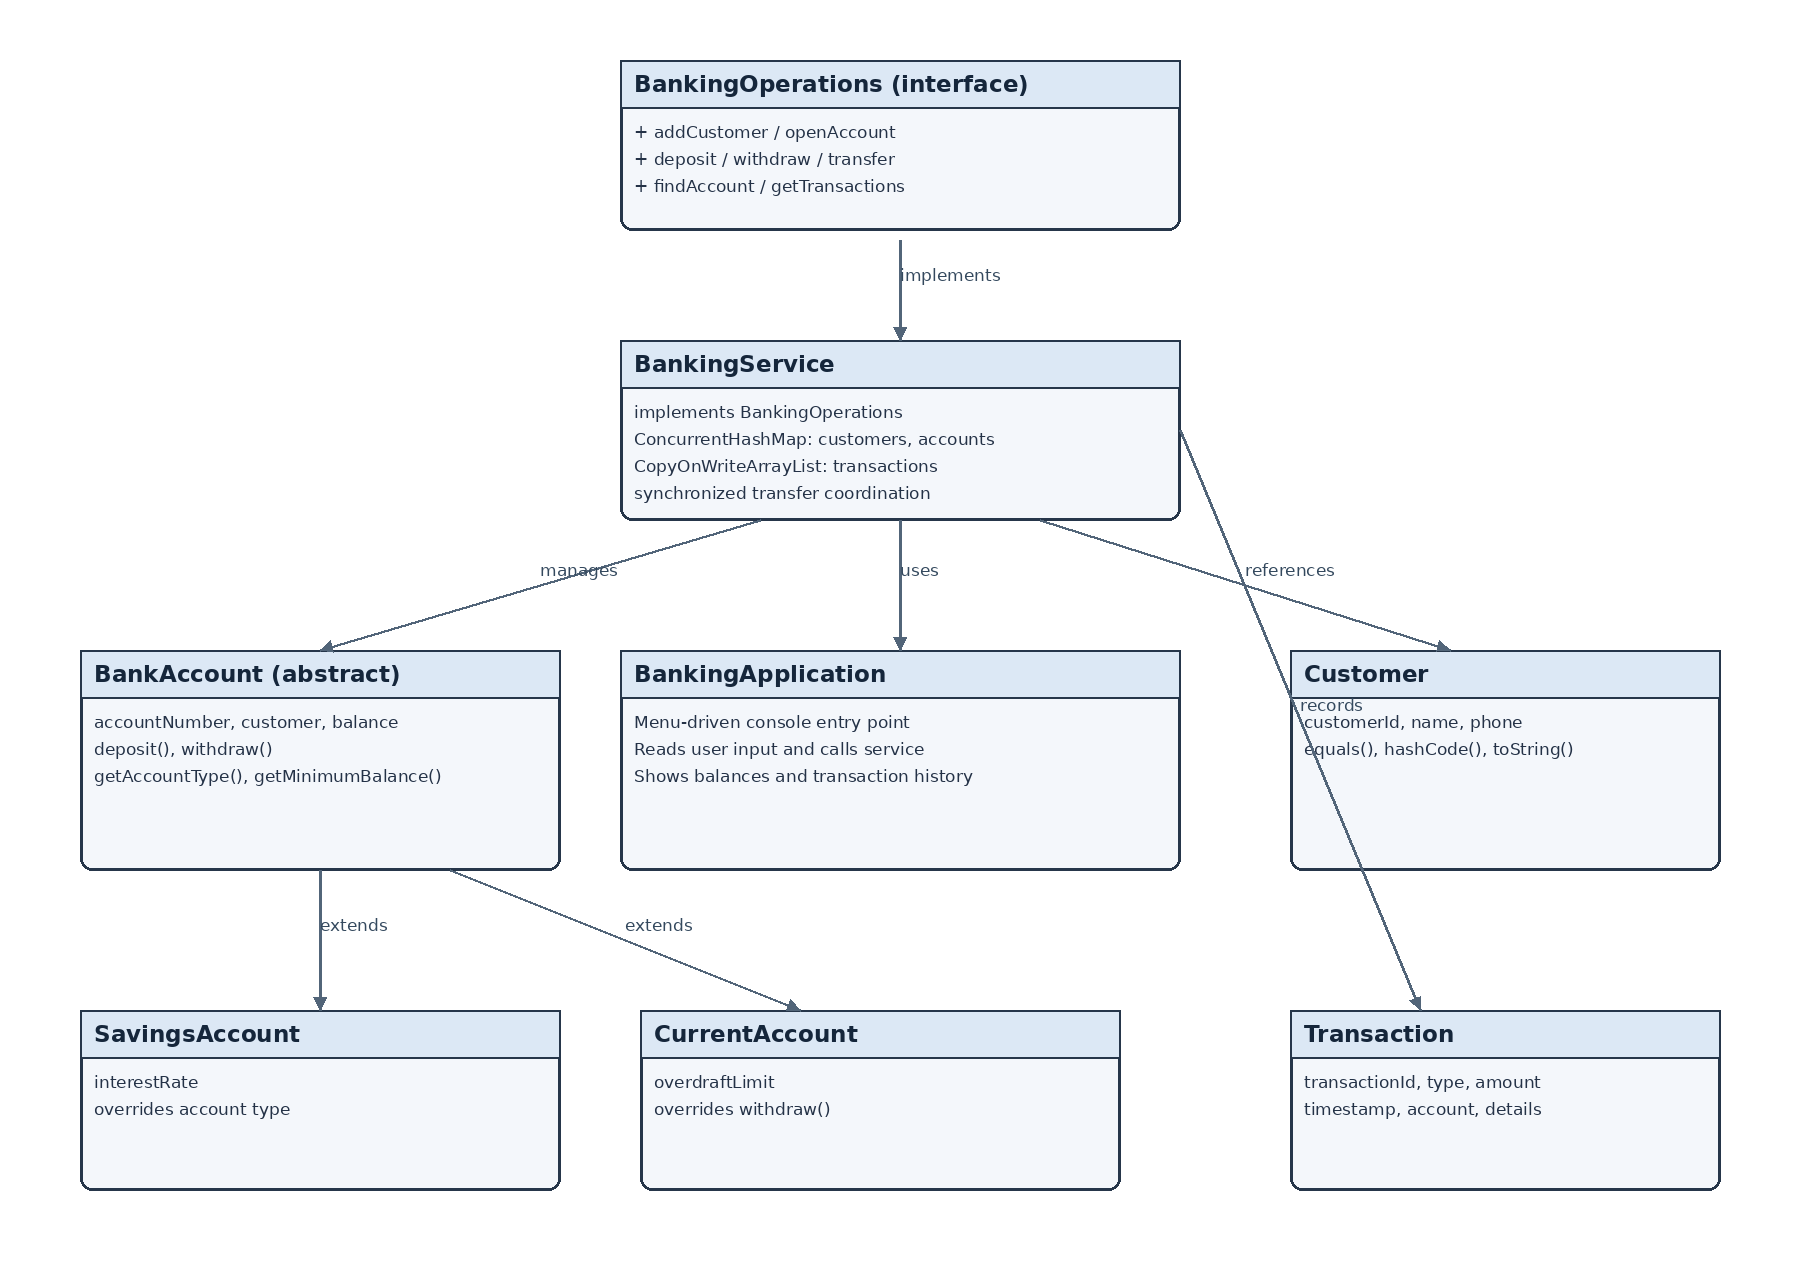 BankingOperations (interface)
+ addCustomer / openAccount
+ deposit / withdraw / transfer
+ findAccount / getTransactions
implements
BankingService
implements BankingOperations
ConcurrentHashMap: customers, accounts
CopyOnWriteArrayList: transactions
synchronized transfer coordination
manages
uses
references
BankAccount (abstract)
accountNumber, customer, balance
deposit(), withdraw()
getAccountType(), getMinimumBalance()
BankingApplication
Menu-driven console entry point
Reads user input and calls service
Shows balances and transaction history
Customer
records
customerId, name, phone
equals(), hashCode(), toString()
extends
extends
SavingsAccount
interestRate
overrides account type
CurrentAccount
overdraftLimit
overrides withdraw()
Transaction
transactionId, type, amount
timestamp, account, details